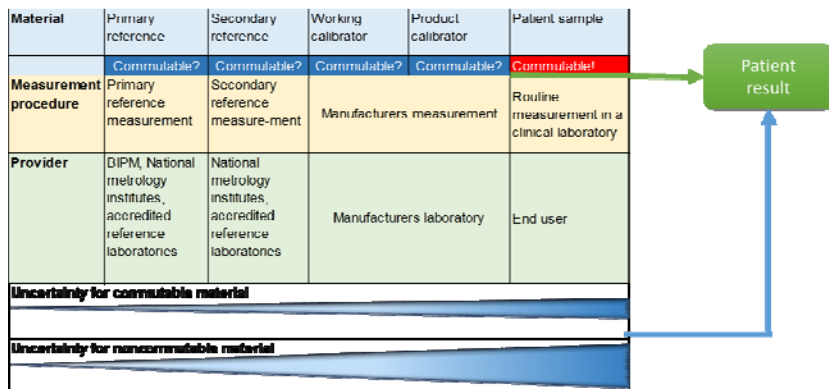 Material
Primary
reference
Secondary
reference
Working
calibrator
Product
calibrator
Patient sample
Commutable?
Commutable?
Commutable?
Commutable?
Commutable!
Measurement
procedure
Primary
reference
measurement
Secondary
reference
measure-ment
Manufacturers measurement
Routine
measurement in a
clinical laboratory
Provider
BIPM, National
metrology
institutes,
accredited
reference
laboratories
National
metrology
institutes,
accredited
reference
laboratories
Manufacturers laboratory
End user
Uncertainty for commutable material
Uncertainty for noncommutable material
Patient
result